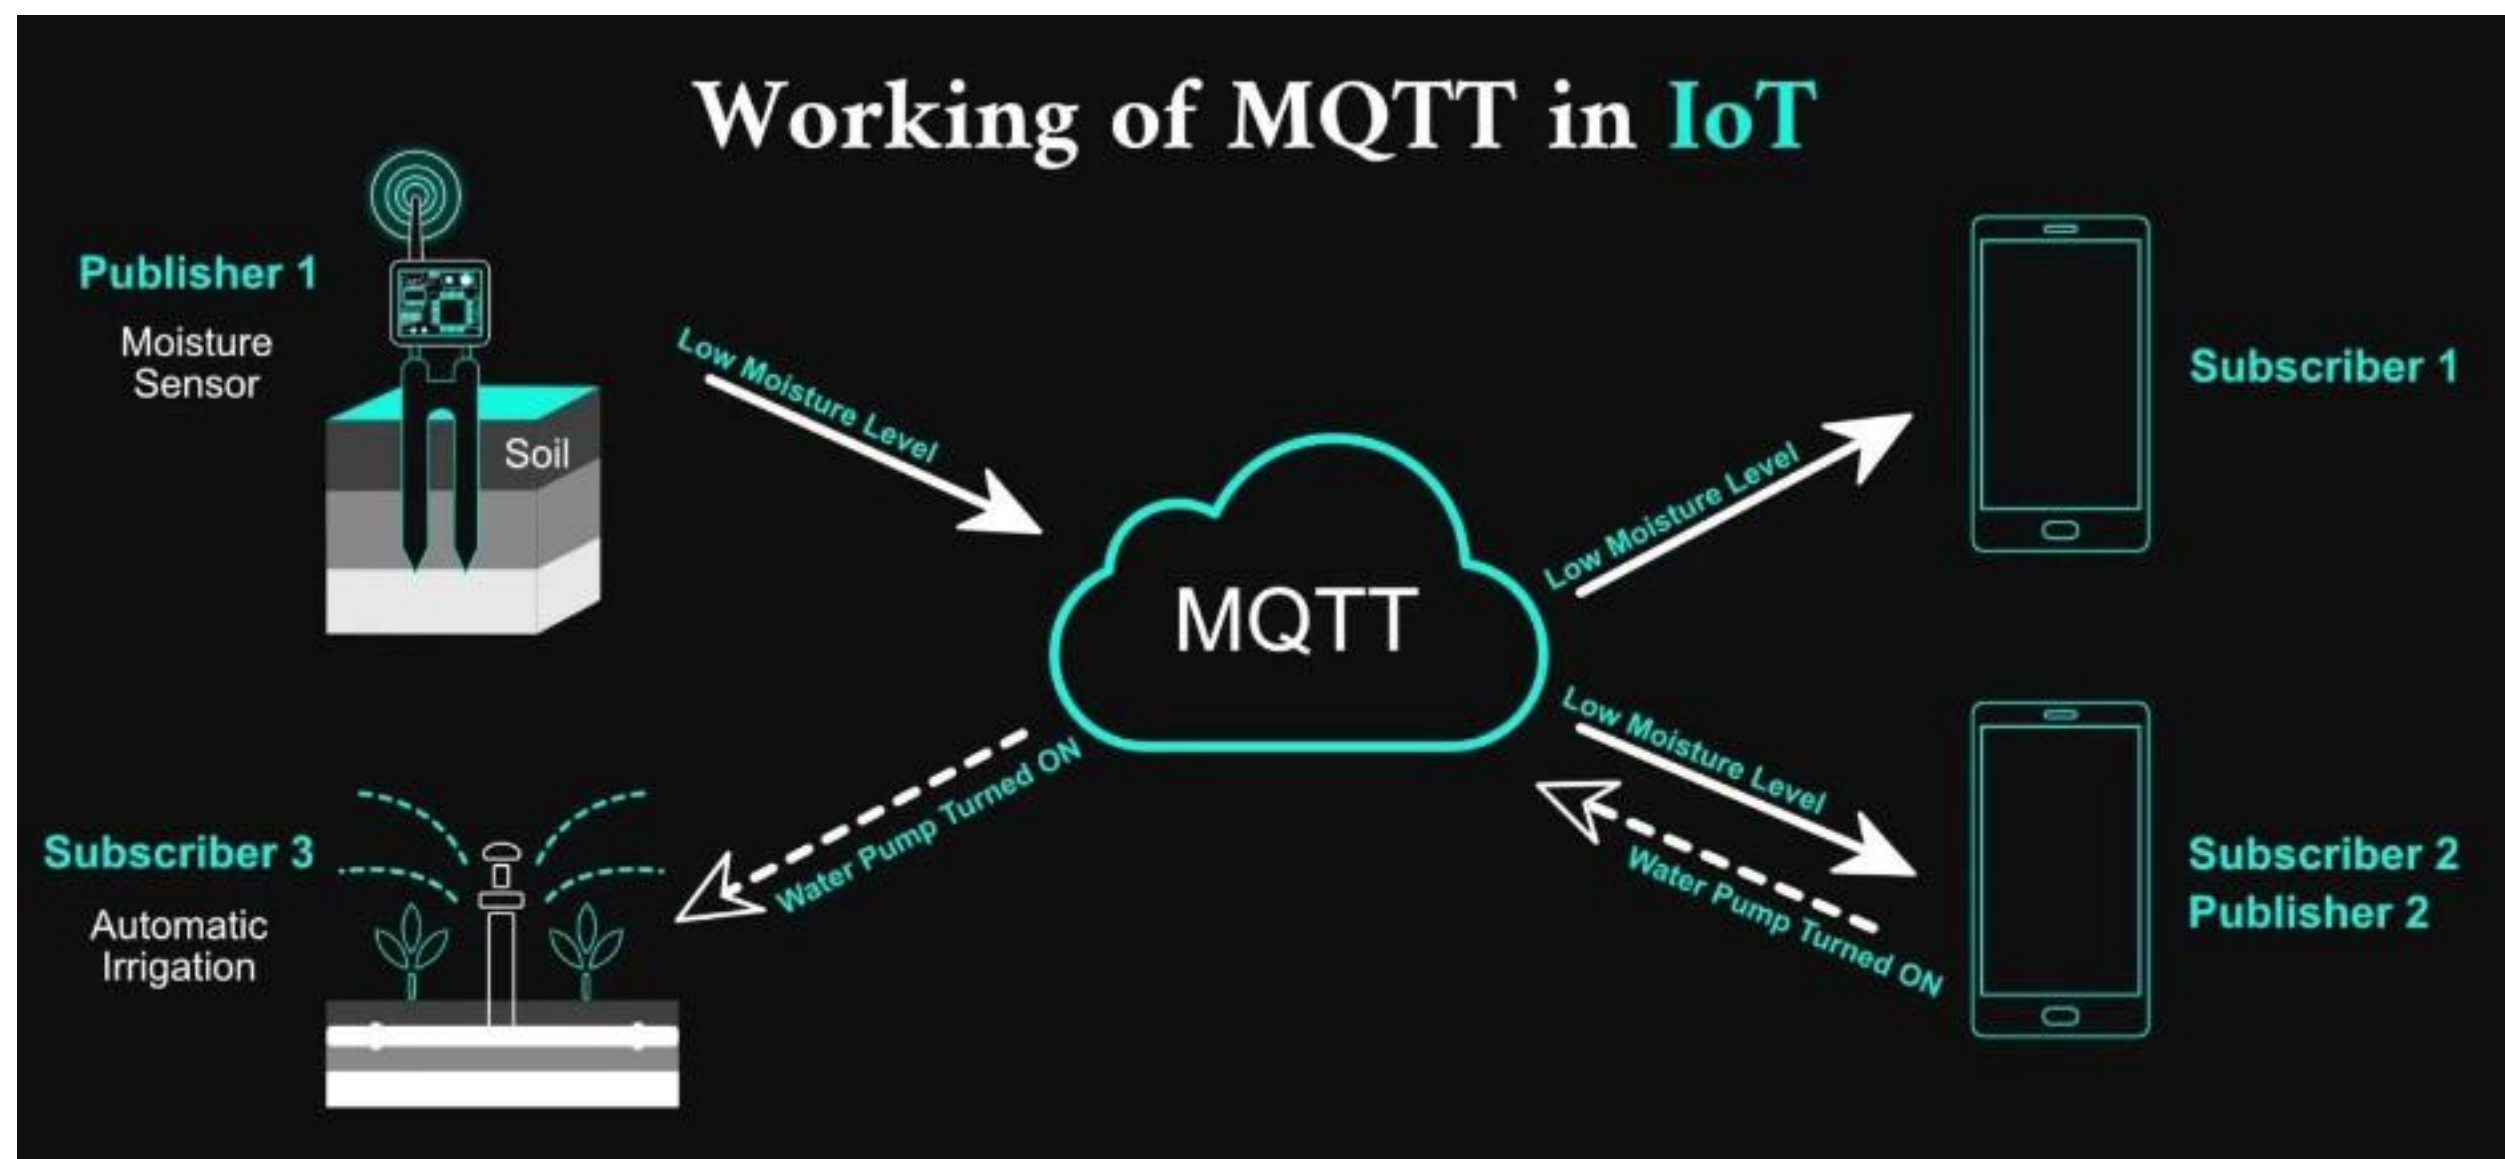 Working of MQTT in IoT
Publisher 1
Moisture
Sensor
Soil
Low Moisture Level
MQTT
Low Moisture Level
Subscriber 1
Low Moisture Level
Water Pump Turned ON
Subscriber 2
Publisher 2
Water Pump Turned ON
Subscriber 3
Automatic
Irrigation